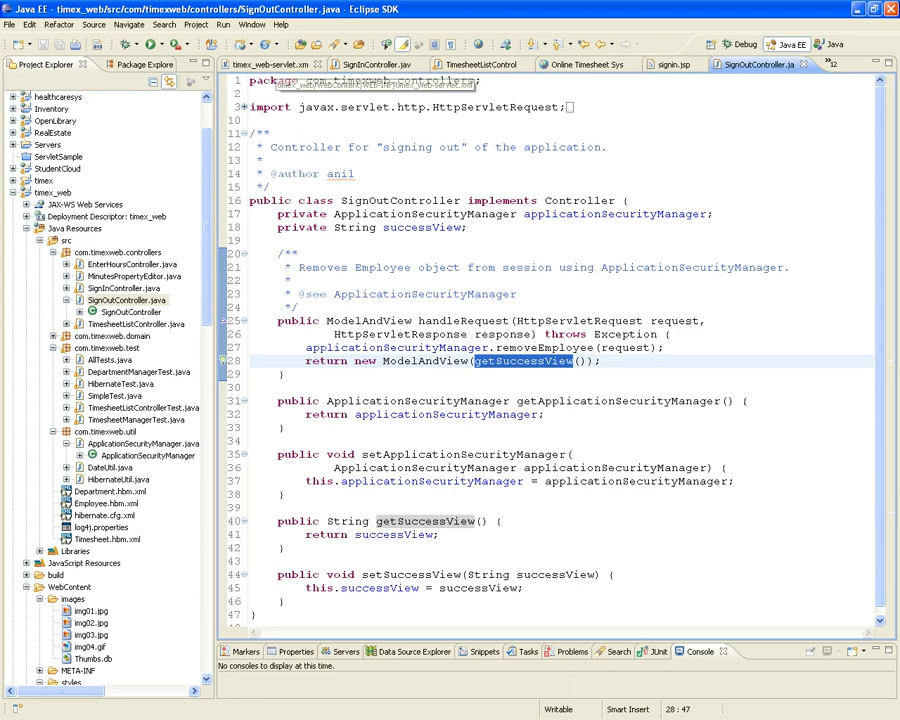 Java EE - timex_web/src/com/timexweb/controllers/SignOutController.java - Eclipse SDK
File Edit Refactor Source Navigate Search Project Run Window Help
Debug Java EE Java
Project Explorer Package Explore
timex_web-servlet.xm SignInController.java TimesheetListControl Online Timesheet Sys signin.jsp SignOutController.ja 12
healthcaresys
Inventory
OpenLibrary
RealEstate
Servers
ServletSample
StudentCloud
timex
timex_web
JAX-WS Web Services
Deployment Descriptor: timex_web
Java Resources
src
com.timexweb.controllers
EnterHoursController.java
MinutesPropertyEditor.java
SignInController.java
SignOutController.java
SignOutController
TimesheetListController.java
com.timexweb.domain
com.timexweb.test
AllTests.java
DepartmentManagerTest.java
HibernateTest.java
SimpleTest.java
TimesheetListControllerTest.java
TimesheetManagerTest.java
com.timexweb.util
ApplicationSecurityManager.java
ApplicationSecurityManager
DateUtil.java
HibernateUtil.java
Department.hbm.xml
Employee.hbm.xml
hibernate.cfg.xml
log4j.properties
Timesheet.hbm.xml
Libraries
JavaScript Resources
build
WebContent
images
img01.jpg
img02.jpg
img03.jpg
img04.gif
Thumbs.db
META-INF
styles
1 package com.timexweb.controllers;
timex_web/WebContent/WEB-INF/timex_web-servlet.xml
2
3 import javax.servlet.http.HttpServletRequest;
10
11 /**
12 * Controller for "signing out" of the application.
13 *
14 * @author anil
15 */
16 public class SignOutController implements Controller {
17 private ApplicationSecurityManager applicationSecurityManager;
18 private String successView;
19
20 /**
21 * Removes Employee object from session using ApplicationSecurityManager.
22 *
23 * @see ApplicationSecurityManager
24 */
25 public ModelAndView handleRequest(HttpServletRequest request,
26 HttpServletResponse response) throws Exception {
27 applicationSecurityManager.removeEmployee(request);
28 return new ModelAndView(getSuccessView());
29 }
30
31 public ApplicationSecurityManager getApplicationSecurityManager() {
32 return applicationSecurityManager;
33 }
34
35 public void setApplicationSecurityManager(
36 ApplicationSecurityManager applicationSecurityManager) {
37 this.applicationSecurityManager = applicationSecurityManager;
38 }
39
40 public String getSuccessView() {
41 return successView;
42 }
43
44 public void setSuccessView(String successView) {
45 this.successView = successView;
46 }
47 }
Markers Properties Servers Data Source Explorer Snippets Tasks Problems Search JUnit Console
No consoles to display at this time.
Writable Smart Insert 28 : 47